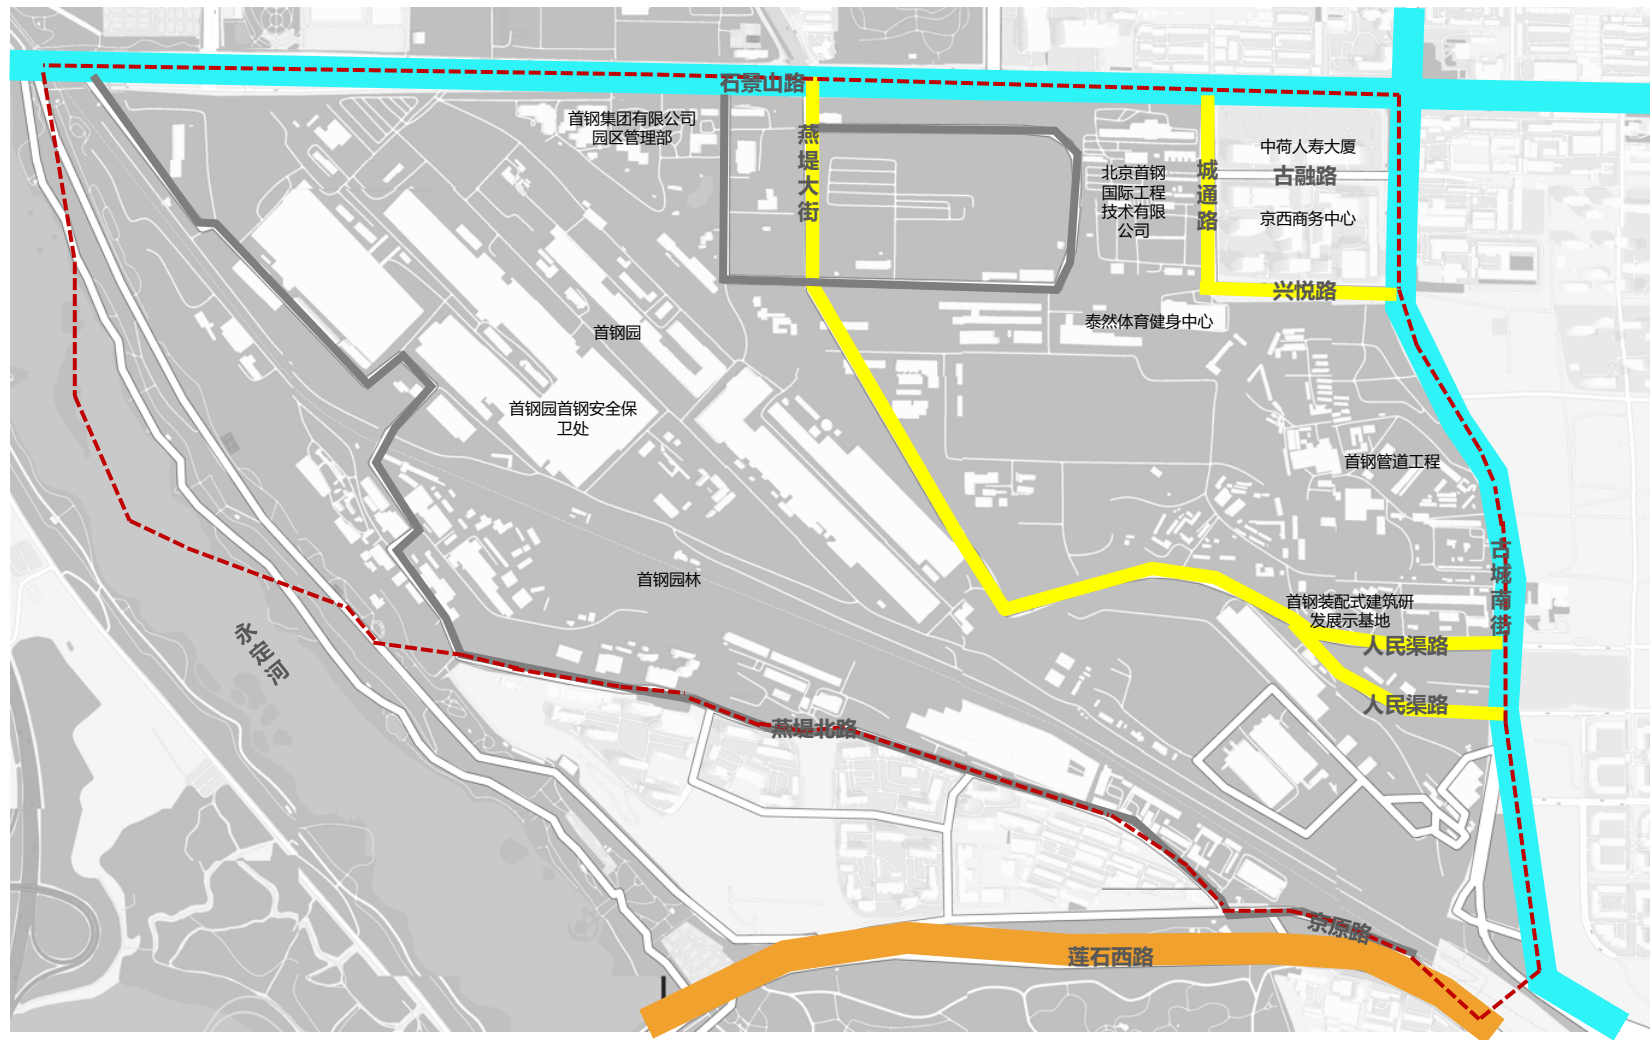 石景山路
首钢集团有限公司
园区管理部
燕堤大街
中荷人寿大厦
北京首钢
国际工程
技术有限
公司
城通路
古融路
京西商务中心
兴悦路
泰然体育健身中心
首钢园
首钢园首钢安全保
卫处
首钢管道工程
古城南街
首钢园林
首钢装配式建筑研
发展示基地
人民渠路
永定河
人民渠路
燕堤北路
京原路
莲石西路